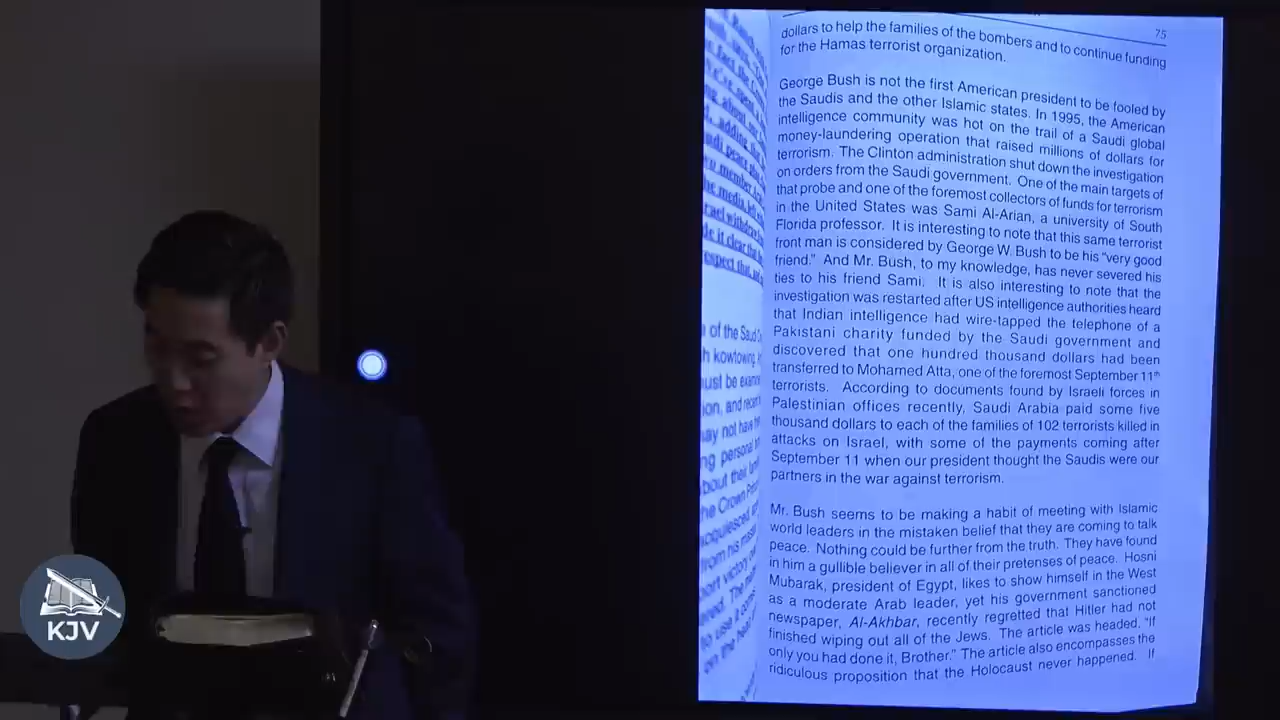 75
dollars to help the families of the bombers and to continue funding
for the Hamas terrorist organization.
George Bush is not the first American president to be fooled by
the Saudis and the other Islamic states. In 1995, the American
intelligence community was hot on the trail of a Saudi global
money-laundering operation that raised millions of dollars for
terrorism. The Clinton administration shut down the investigation
on orders from the Saudi government. One of the main targets of
that probe and one of the foremost collectors of funds for terrorism
in the United States was Sami Al-Arian, a university of South
Florida professor. It is interesting to note that this same terrorist
front man is considered by George W. Bush to be his "very good
friend." And Mr. Bush, to my knowledge, has never severed his
ties to his friend Sami. It is also interesting to note that the
investigation was restarted after US intelligence authorities heard
that Indian intelligence had wire-tapped the telephone of a
Pakistani charity funded by the Saudi government and
discovered that one hundred thousand dollars had been
transferred to Mohamed Atta, one of the foremost September 11th
terrorists. According to documents found by Israeli forces in
Palestinian offices recently, Saudi Arabia paid some five
thousand dollars to each of the families of 102 terrorists killed in
attacks on Israel, with some of the payments coming after
September 11 when our president thought the Saudis were our
partners in the war against terrorism.
Mr. Bush seems to be making a habit of meeting with Islamic
world leaders in the mistaken belief that they are coming to talk
peace. Nothing could be further from the truth. They have found
in him a gullible believer in all of their pretenses of peace. Hosni
Mubarak, president of Egypt, likes to show himself in the West
as a moderate Arab leader, yet his government sanctioned
newspaper, Al-Akhbar, recently regretted that Hitler had not
finished wiping out all of the Jews. The article was headed. "If
only you had done it, Brother." The article also encompasses the
ridiculous proposition that the Holocaust never happened. If
KJV